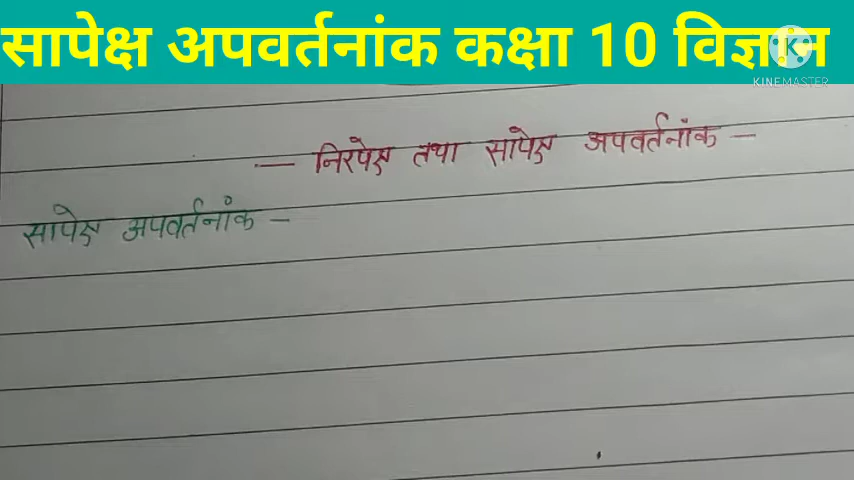 सापेक्ष अपवर्तनांक कक्षा 10 विज्ञान
K
KINEMASTER
— निरपेक्ष तथा सापेक्ष अपवर्तनांक —
सापेक्ष अपवर्तनांक —